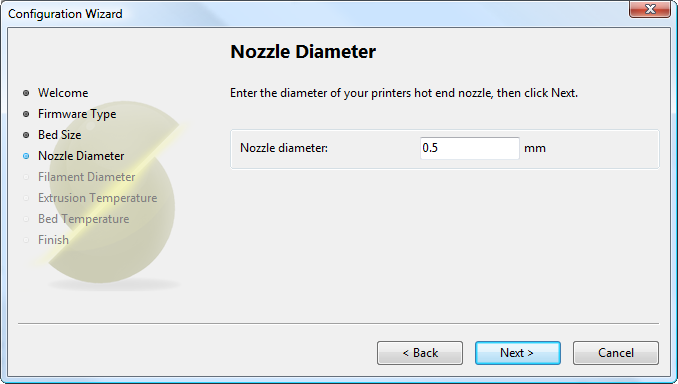 Configuration Wizard
Nozzle Diameter
Enter the diameter of your printers hot end nozzle, then click Next.
Welcome
Firmware Type
Bed Size
Nozzle Diameter
Filament Diameter
Extrusion Temperature
Bed Temperature
Finish
Nozzle diameter: 0.5 mm
< Back Next > Cancel